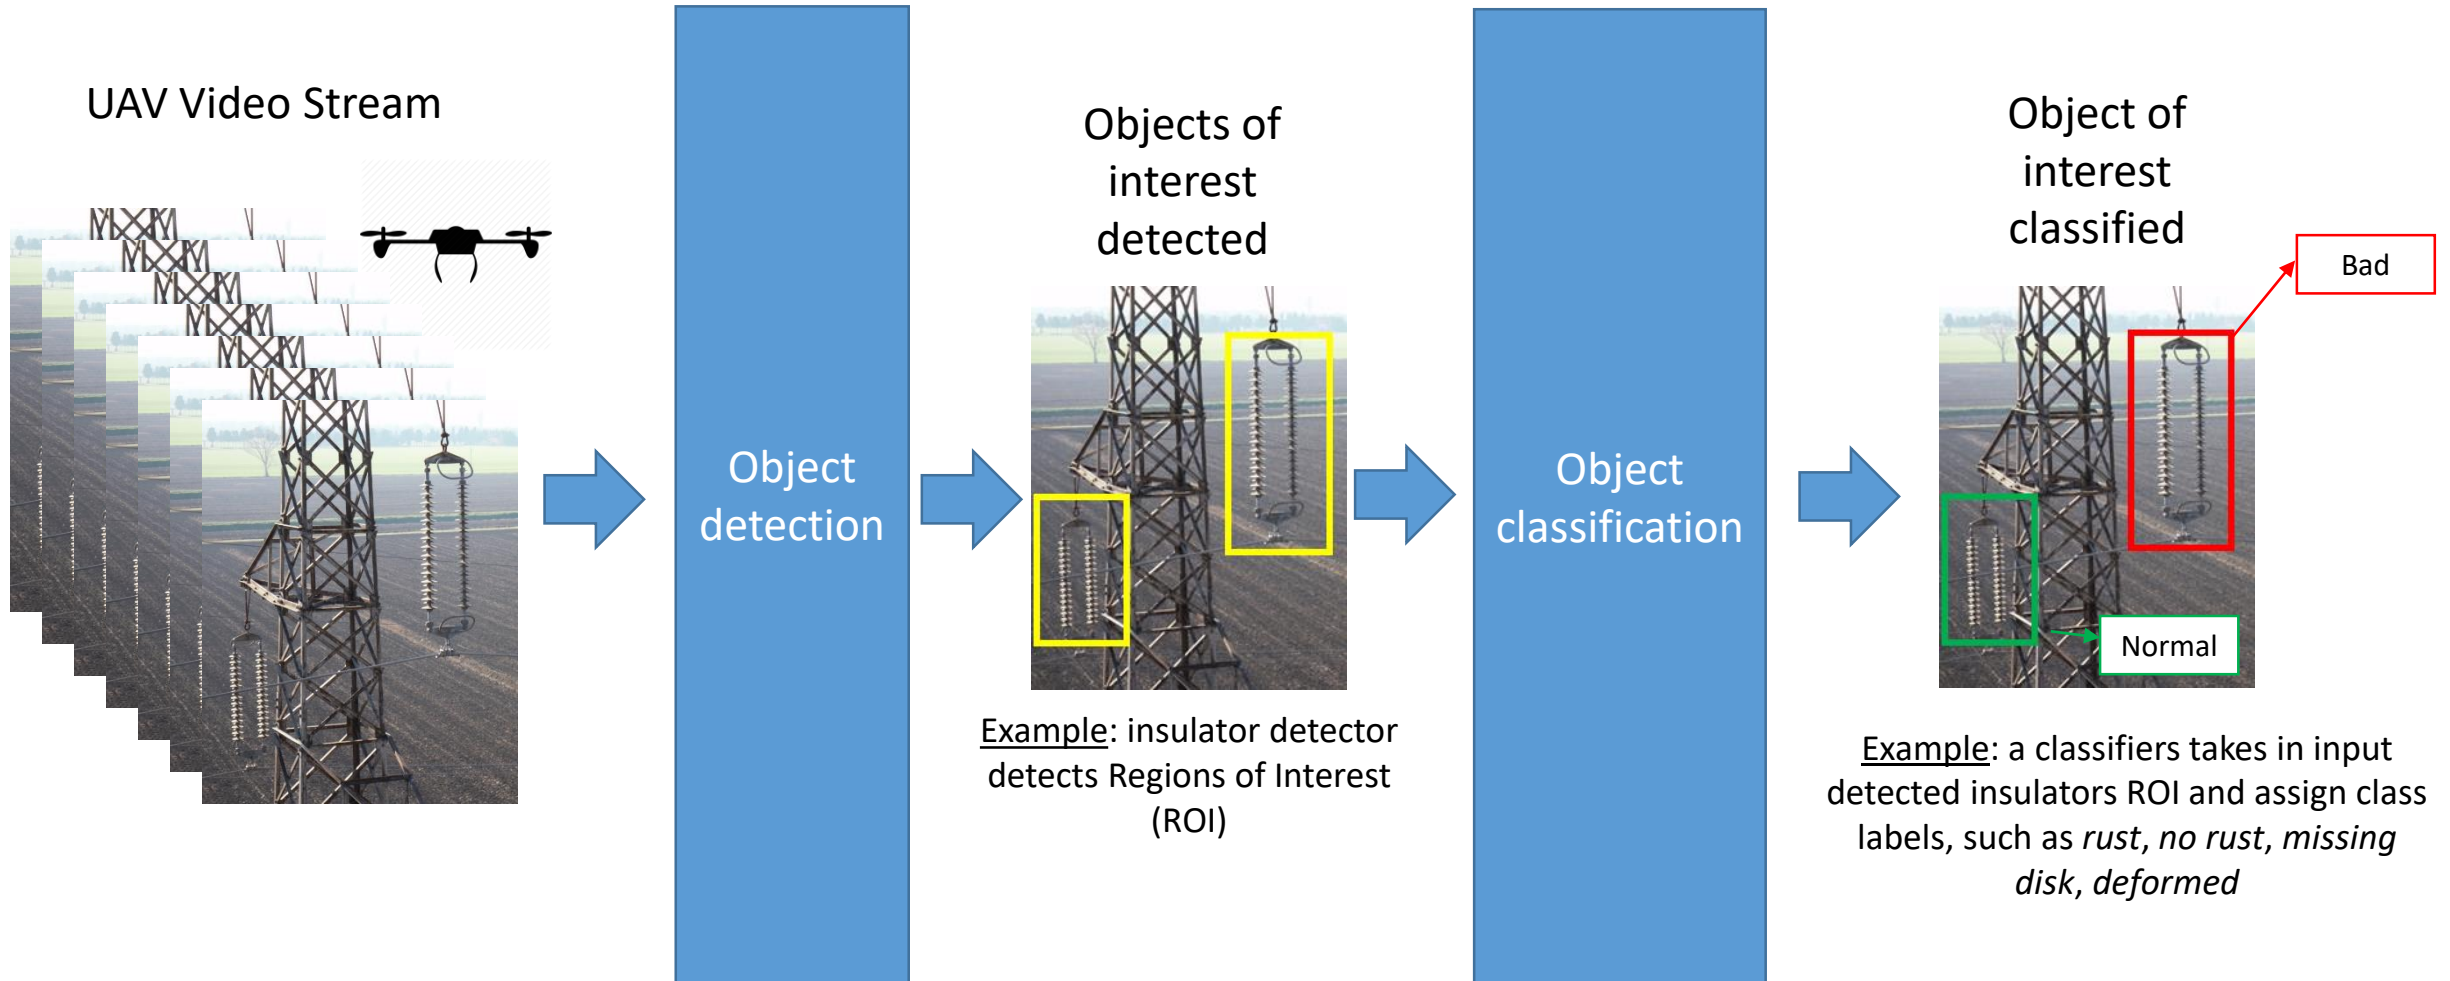 UAV Video Stream
Object
detection
Objects of
interest
detected
Example: insulator detector
detects Regions of Interest
(ROI)
Object
classification
Object of
interest
classified
Bad
Normal
Example: a classifiers takes in input
detected insulators ROI and assign class
labels, such as rust, no rust, missing
disk, deformed